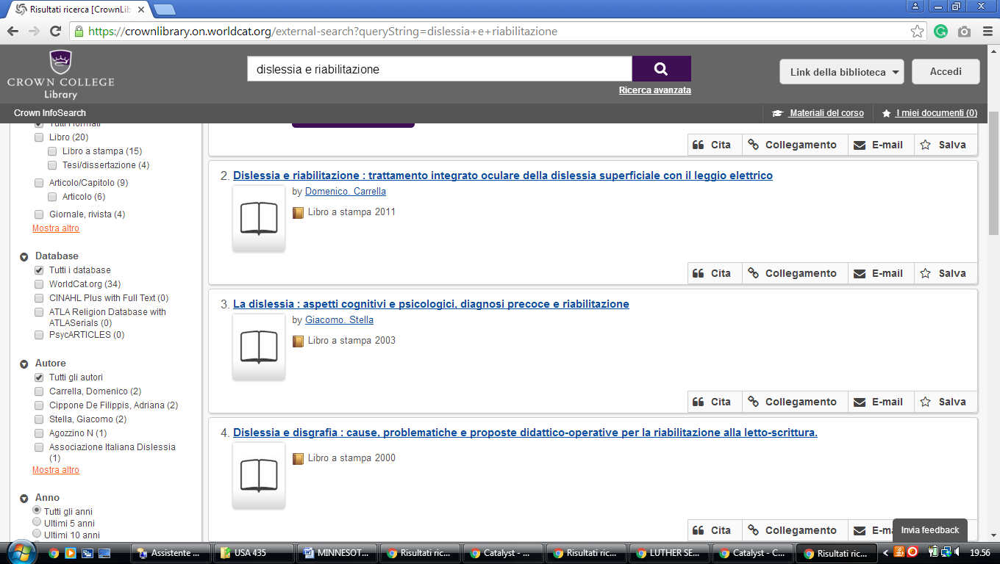 Risultati ricerca [CrownLib
https://crownlibrary.on.worldcat.org/external-search?queryString=dislessia+e+riabilitazione
CROWN COLLEGE
Library
dislessia e riabilitazione
Ricerca avanzata
Link della biblioteca
Accedi
Crown InfoSearch
Materiali del corso
I miei documenti (0)
Tutti i formati
Libro (20)
Libro a stampa (15)
Tesi/dissertazione (4)
Articolo/Capitolo (9)
Articolo (6)
Giornale, rivista (4)
Mostra altro
Database
Tutti i database
WorldCat.org (34)
CINAHL Plus with Full Text (0)
ATLA Religion Database with
ATLASerials (0)
PsycARTICLES (0)
Autore
Tutti gli autori
Carrella, Domenico (2)
Cippone De Filippis, Adriana (2)
Stella, Giacomo (2)
Agozzino N (1)
Associazione Italiana Dislessia
(1)
Mostra altro
Anno
Tutti gli anni
Ultimi 5 anni
Ultimi 10 anni
Cita Collegamento E-mail Salva
2. Dislessia e riabilitazione : trattamento integrato oculare della dislessia superficiale con il leggio elettrico
by Domenico. Carrella
Libro a stampa 2011
Cita Collegamento E-mail Salva
3. La dislessia : aspetti cognitivi e psicologici, diagnosi precoce e riabilitazione
by Giacomo. Stella
Libro a stampa 2003
Cita Collegamento E-mail Salva
4. Dislessia e disgrafia : cause, problematiche e proposte didattico-operative per la riabilitazione alla letto-scrittura.
Libro a stampa 2000
Cita Collegamento E-ma
Invia feedback
Assistente ... USA 435 MINNESOT... Risultati ric... Catalyst - ... Risultati ric... LUTHER SE... Catalyst - C... Risultati ric... 19.56